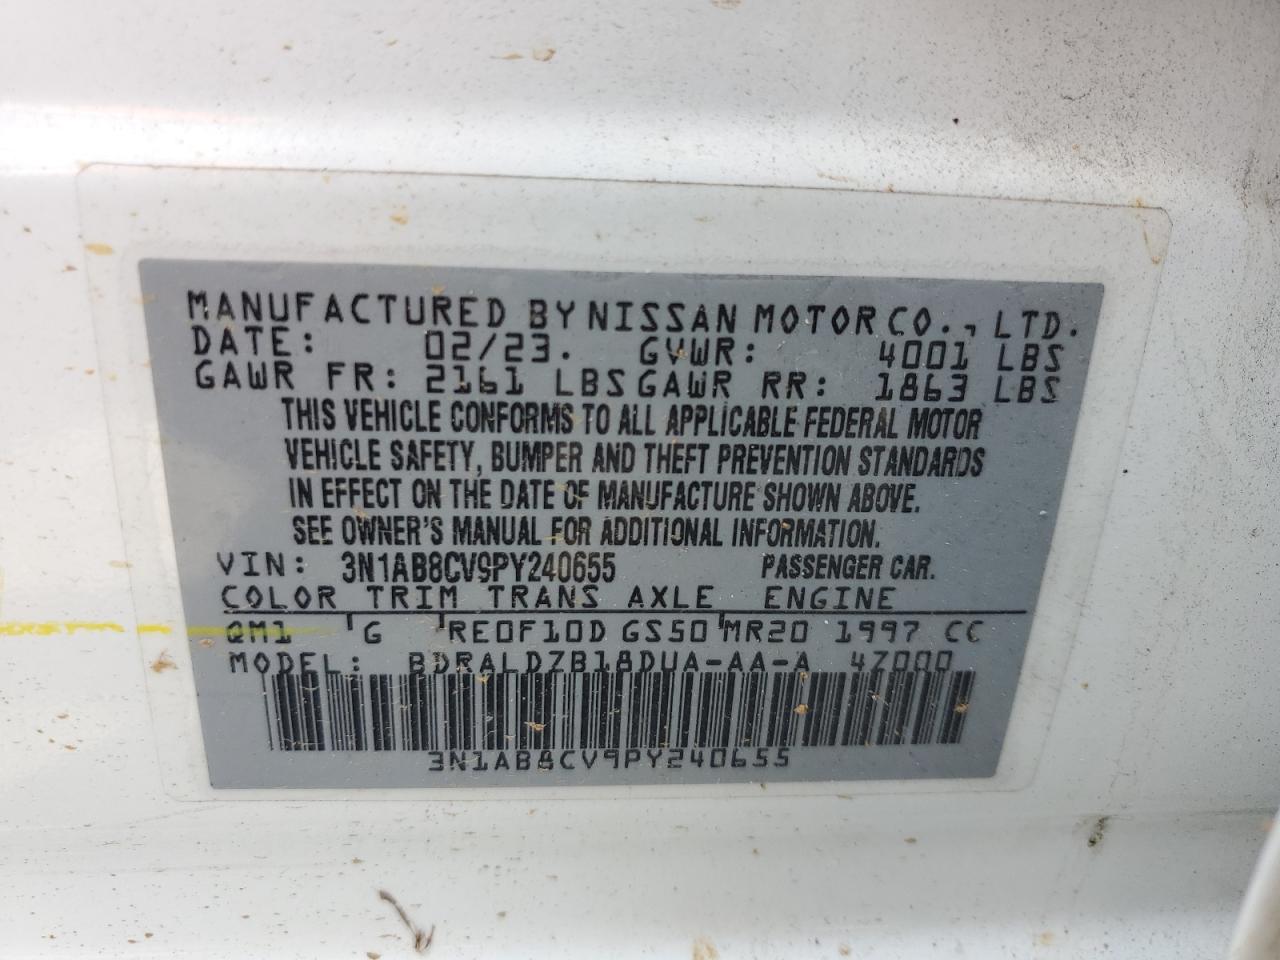 MANUFACTURED BY NISSAN MOTOR CO., LTD.
DATE: 02/23. GVWR: 4001 LBS
GAWR FR: 2161 LBS GAWR RR: 1863 LBS
THIS VEHICLE CONFORMS TO ALL APPLICABLE FEDERAL MOTOR
VEHICLE SAFETY, BUMPER AND THEFT PREVENTION STANDARDS
IN EFFECT ON THE DATE OF MANUFACTURE SHOWN ABOVE.
SEE OWNER'S MANUAL FOR ADDITIONAL INFORMATION.
VIN: 3N1AB8CV9PY240655 PASSENGER CAR.
COLOR TRIM TRANS AXLE ENGINE
QM1 G RE0F10D GS50 MR20 1997 CC
MODEL: BDRALDZB18DUA-AA-A 47000
3N1AB8CV9PY240655